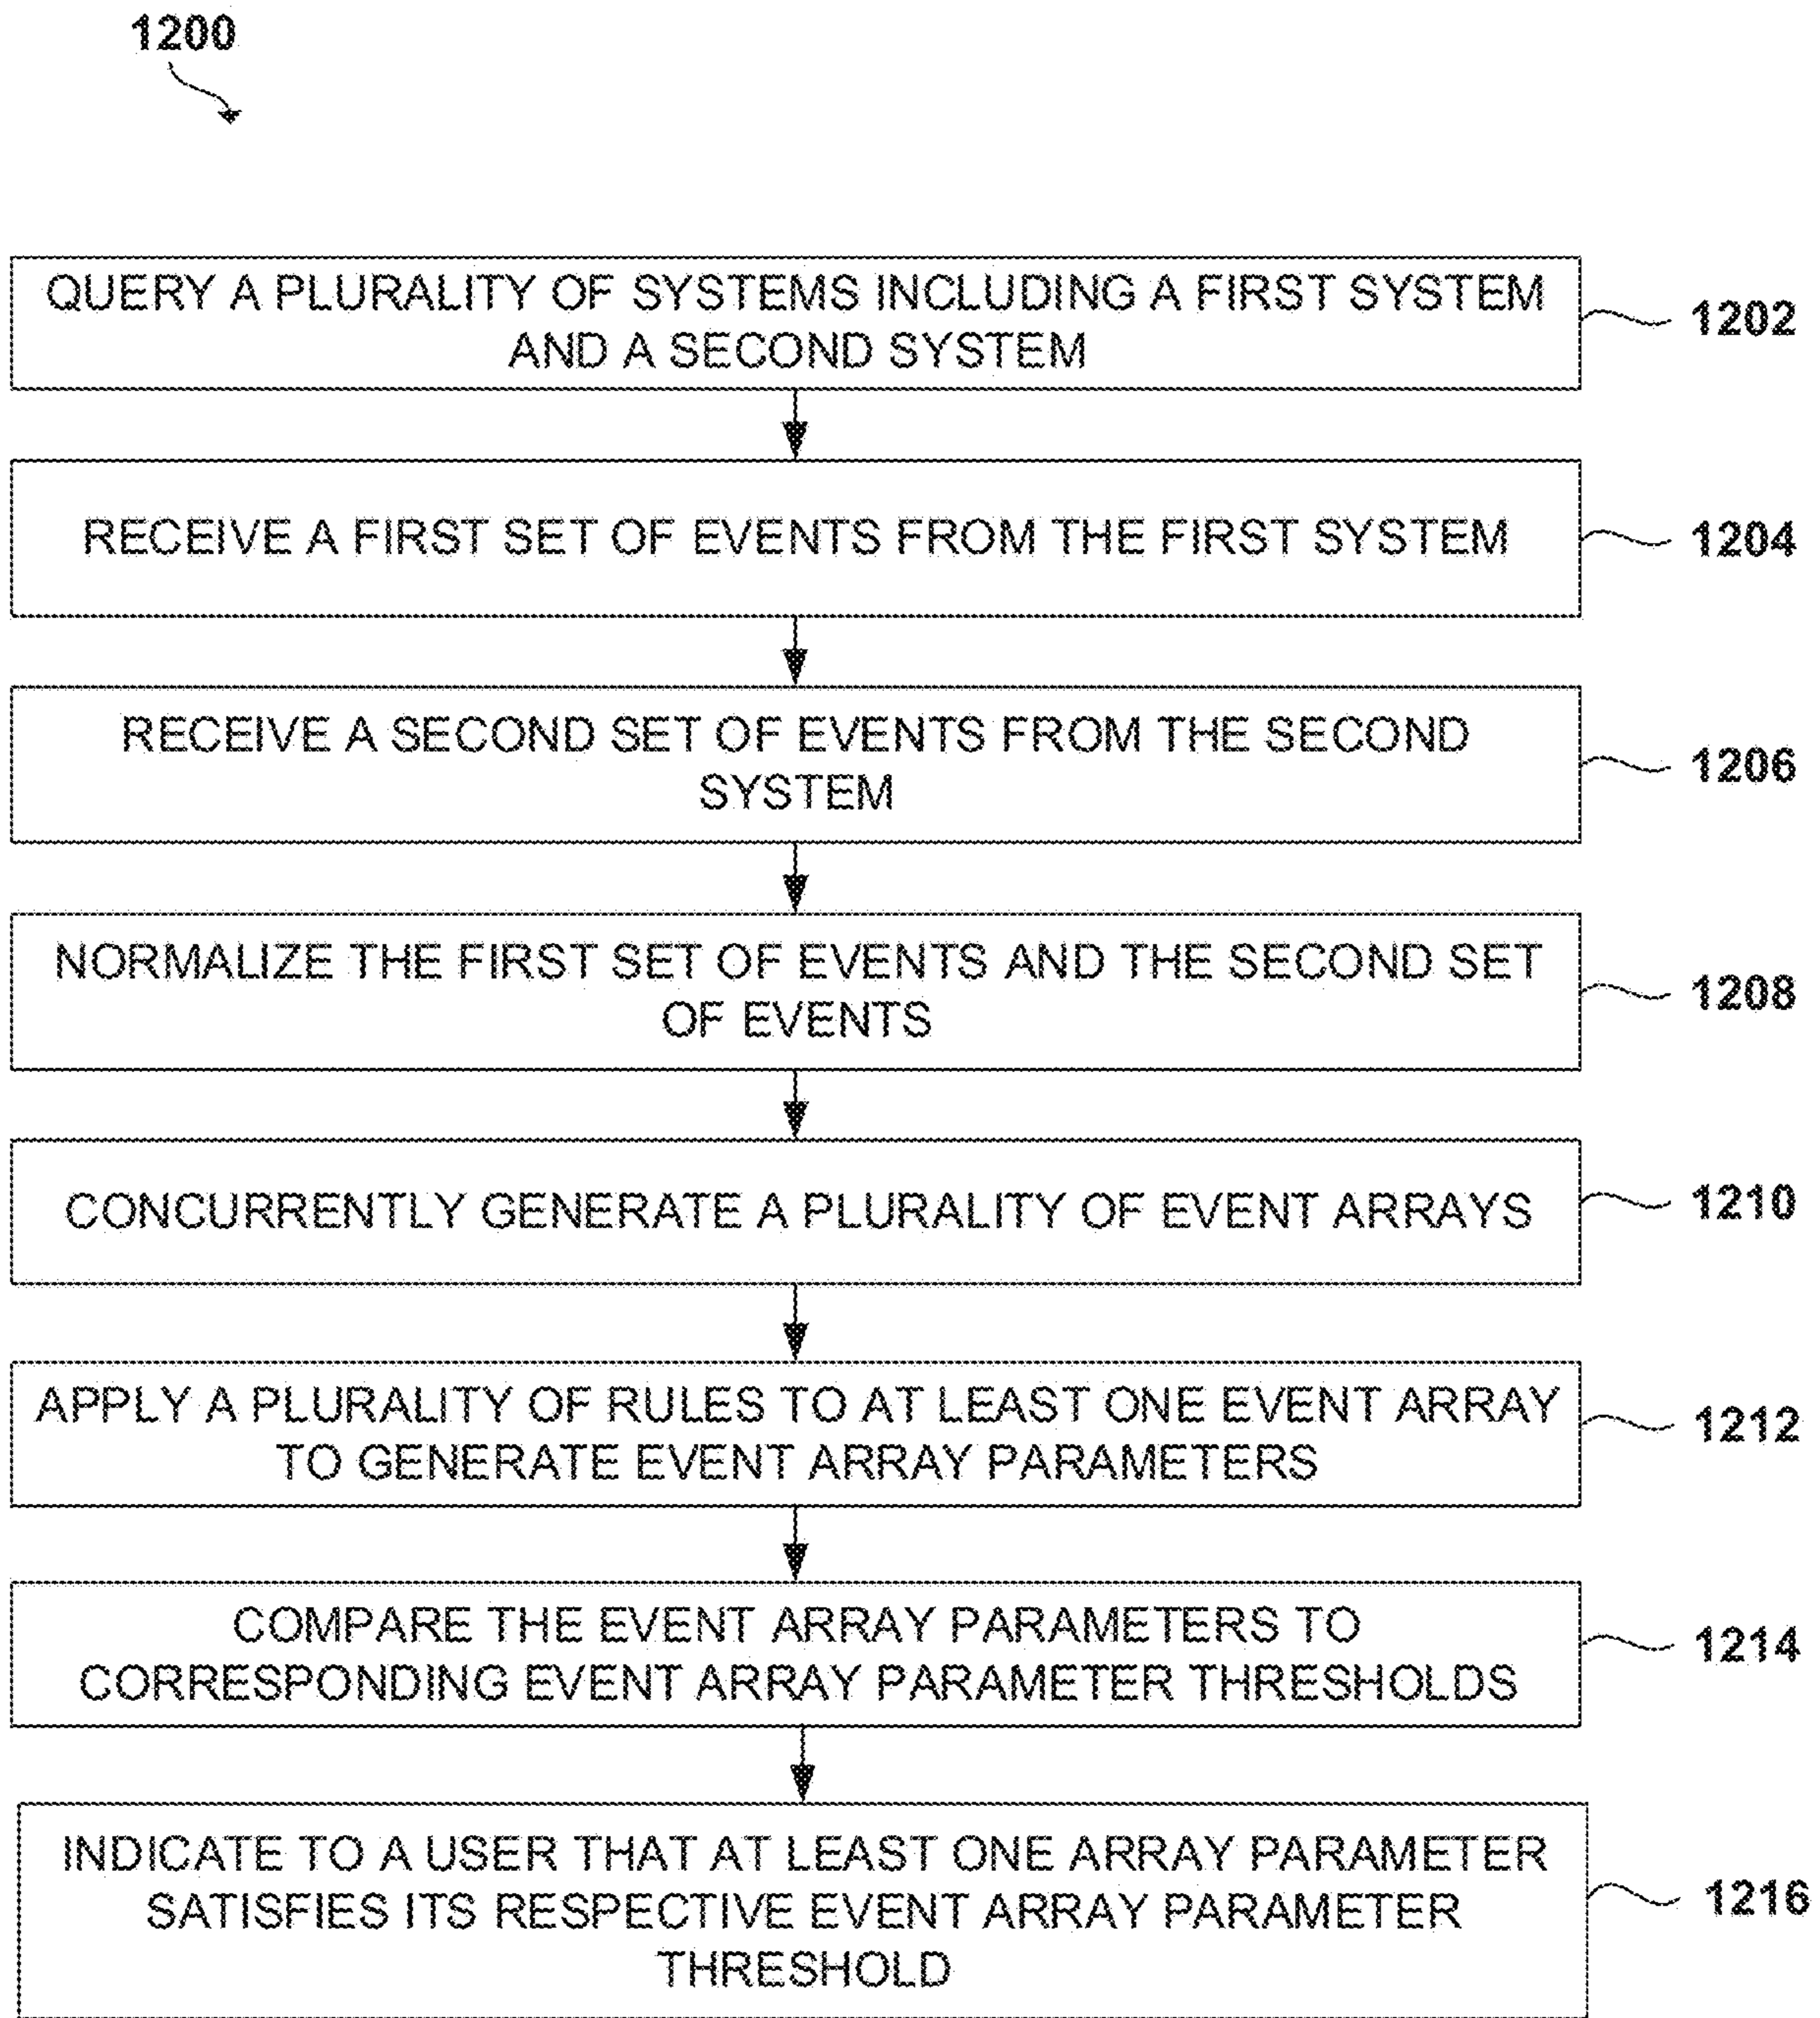 1200
QUERY A PLURALITY OF SYSTEMS INCLUDING A FIRST SYSTEM
AND A SECOND SYSTEM
1202
RECEIVE A FIRST SET OF EVENTS FROM THE FIRST SYSTEM
1204
RECEIVE A SECOND SET OF EVENTS FROM THE SECOND
SYSTEM
1206
NORMALIZE THE FIRST SET OF EVENTS AND THE SECOND SET
OF EVENTS
1208
CONCURRENTLY GENERATE A PLURALITY OF EVENT ARRAYS
1210
APPLY A PLURALITY OF RULES TO AT LEAST ONE EVENT ARRAY
TO GENERATE EVENT ARRAY PARAMETERS
1212
COMPARE THE EVENT ARRAY PARAMETERS TO
CORRESPONDING EVENT ARRAY PARAMETER THRESHOLDS
1214
INDICATE TO A USER THAT AT LEAST ONE ARRAY PARAMETER
SATISFIES ITS RESPECTIVE EVENT ARRAY PARAMETER
THRESHOLD
1216